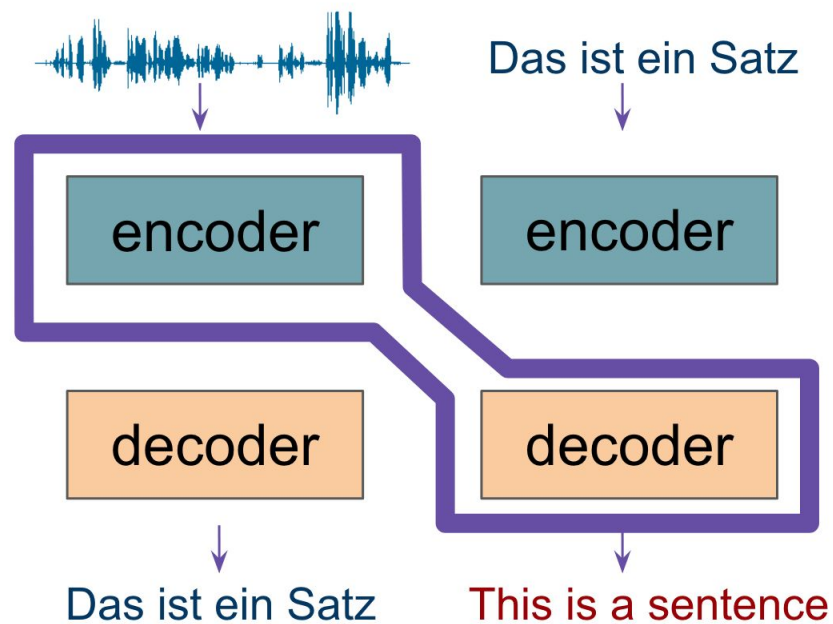 Das ist ein Satz
encoder
encoder
decoder
decoder
Das ist ein Satz
This is a sentence